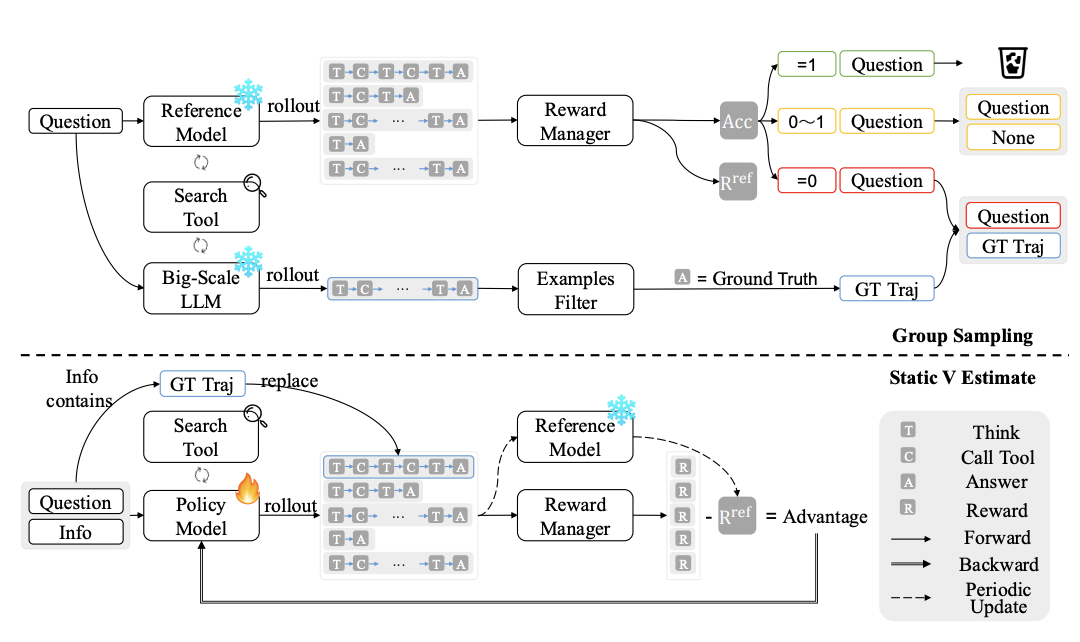 Question
Reference
Model
rollout
T C T C T A
T C T A
T C ... T A
T A
T C ... T A
Reward
Manager
Acc
R^ref
=1 Question
0～1 Question
=0 Question
Question
None
Question
GT Traj
Search
Tool
Big-Scale
LLM
rollout
T C ... T A
Examples
Filter
A = Ground Truth
GT Traj
Group Sampling
Static V Estimate
Info
contains
GT Traj
replace
Search
Tool
Question
Info
Policy
Model
rollout
T C T C T A
T C T A
T C ... T A
T A
T C ... T A
Reference
Model
Reward
Manager
R
R
R
R
R
- R^ref = Advantage
T Think
C Call Tool
A Answer
R Reward
Forward
Backward
Periodic
Update